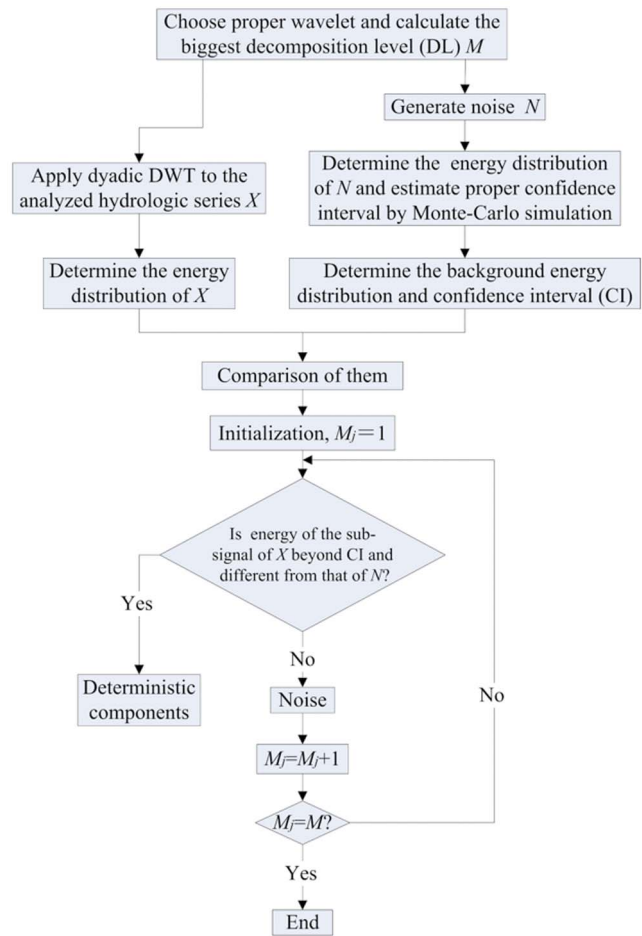 Choose proper wavelet and calculate the
biggest decomposition level (DL) M
Generate noise N
Apply dyadic DWT to the
analyzed hydrologic series X
Determine the energy distribution
of N and estimate proper confidence
interval by Monte-Carlo simulation
Determine the energy
distribution of X
Determine the background energy
distribution and confidence interval (CI)
Comparison of them
Initialization, Mj=1
Is energy of the sub-
signal of X beyond CI and
different from that of N?
Yes
No
Deterministic
components
Noise
No
Mj=Mj+1
Mj=M?
Yes
End